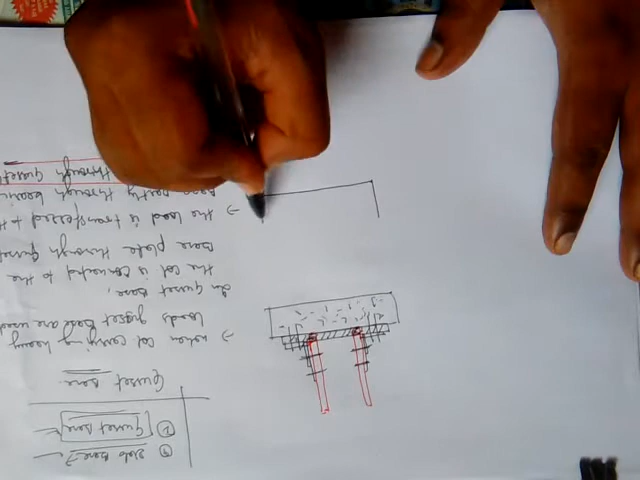 ① Slab base →
② Gusset base
Gusset base
→ when col carrying heavy
loads gusset base are used
In gusset base,
the col is connected to the
base plate through gusset
→ the load is transferred to the
base partly through bearing
through gusset